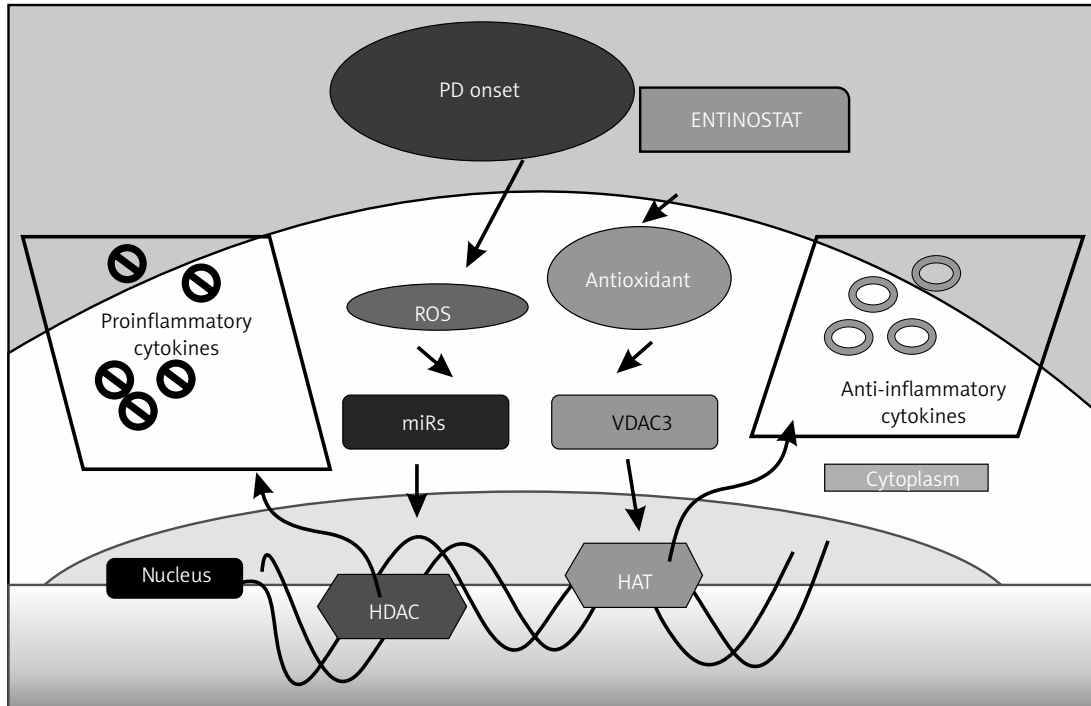 PD onset
ENTINOSTAT
Antioxidant
ROS
Proinflammatory
cytokines
Anti-inflammatory
cytokines
miRs
VDAC3
Cytoplasm
Nucleus
HDAC
HAT